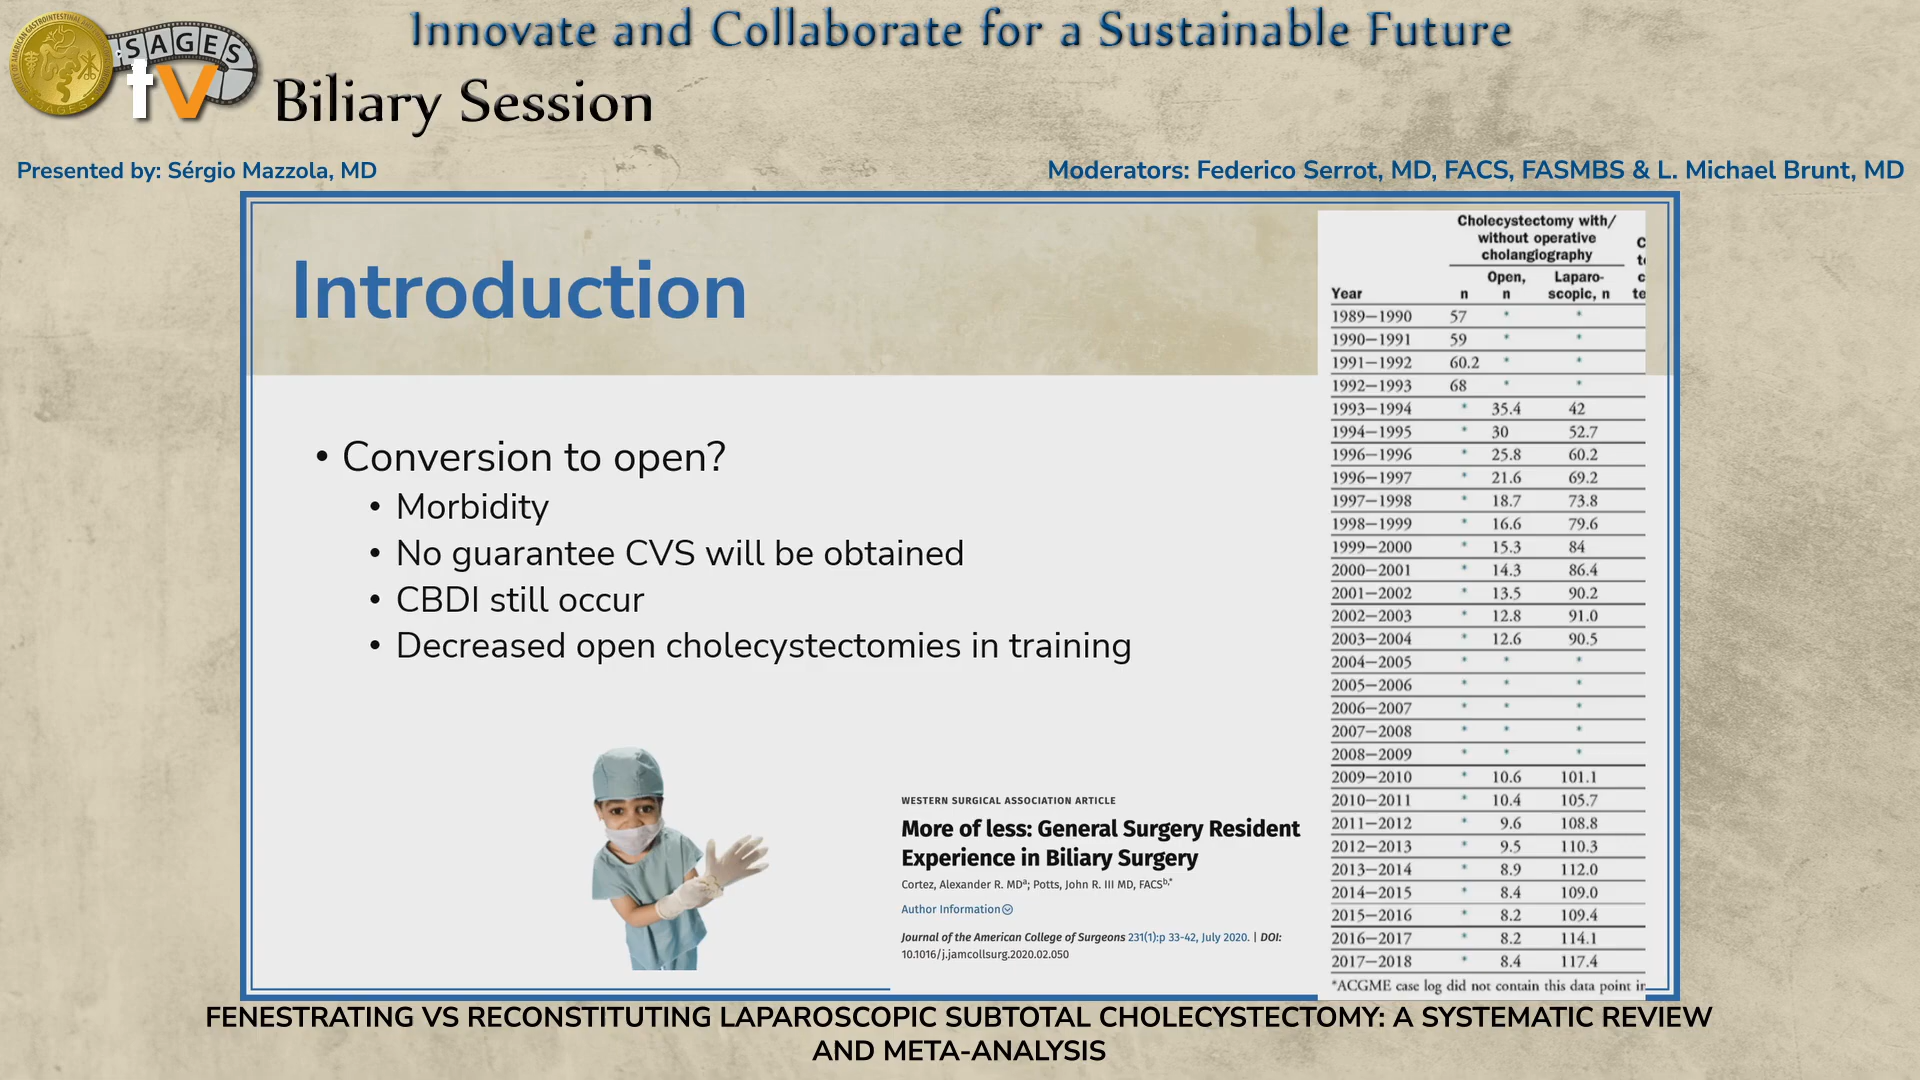 Innovate and Collaborate for a Sustainable Future
SAGES
tv
Biliary Session
Presented by: Sérgio Mazzola, MD
Moderators: Federico Serrot, MD, FACS, FASMBS & L. Michael Brunt, MD
Introduction
• Conversion to open?
• Morbidity
• No guarantee CVS will be obtained
• CBDI still occur
• Decreased open cholecystectomies in training
WESTERN SURGICAL ASSOCIATION ARTICLE
More of less: General Surgery Resident
Experience in Biliary Surgery
Cortez, Alexander R. MDa; Potts, John R. III MD, FACSb,*
Author Information
Journal of the American College of Surgeons 231(1):p 33-42, July 2020. | DOI:
10.1016/j.jamcollsurg.2020.02.050
Cholecystectomy with/
without operative
cholangiography
Open, Laparo-
Year n n scopic, n
1989–1990 57 * *
1990–1991 59 * *
1991–1992 60.2 * *
1992–1993 68 * *
1993–1994 * 35.4 42
1994–1995 * 30 52.7
1996–1996 * 25.8 60.2
1996–1997 * 21.6 69.2
1997–1998 * 18.7 73.8
1998–1999 * 16.6 79.6
1999–2000 * 15.3 84
2000–2001 * 14.3 86.4
2001–2002 * 13.5 90.2
2002–2003 * 12.8 91.0
2003–2004 * 12.6 90.5
2004–2005 * * *
2005–2006 * * *
2006–2007 * * *
2007–2008 * * *
2008–2009 * * *
2009–2010 * 10.6 101.1
2010–2011 * 10.4 105.7
2011–2012 * 9.6 108.8
2012–2013 * 9.5 110.3
2013–2014 * 8.9 112.0
2014–2015 * 8.4 109.0
2015–2016 * 8.2 109.4
2016–2017 * 8.2 114.1
2017–2018 * 8.4 117.4
*ACGME case log did not contain this data point
FENESTRATING VS RECONSTITUTING LAPAROSCOPIC SUBTOTAL CHOLECYSTECTOMY: A SYSTEMATIC REVIEW
AND META-ANALYSIS